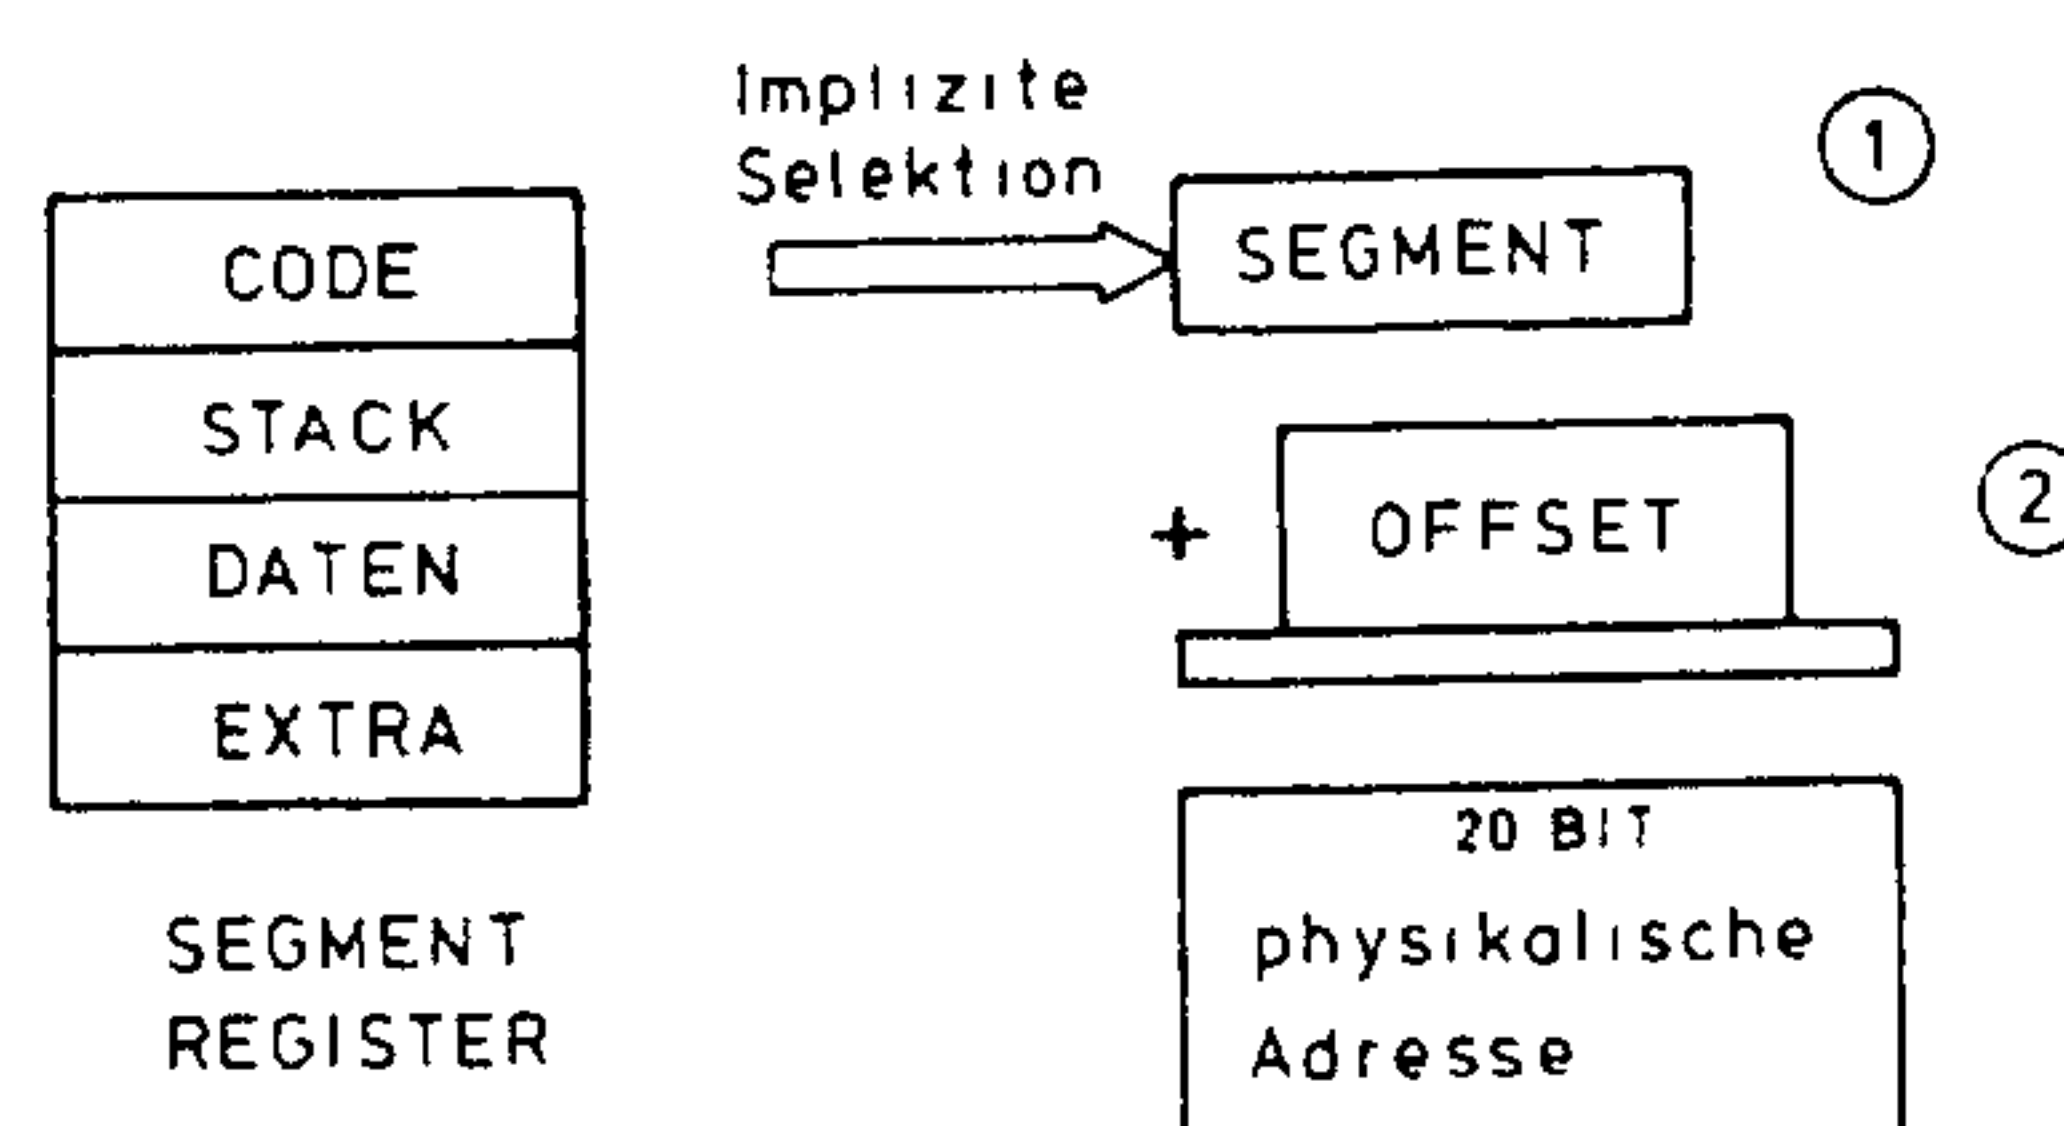 CODE
STACK
DATEN
EXTRA
SEGMENT
REGISTER
Implizite
Selektion
SEGMENT
1
+ OFFSET
2
20 BIT
physikalische
Adresse